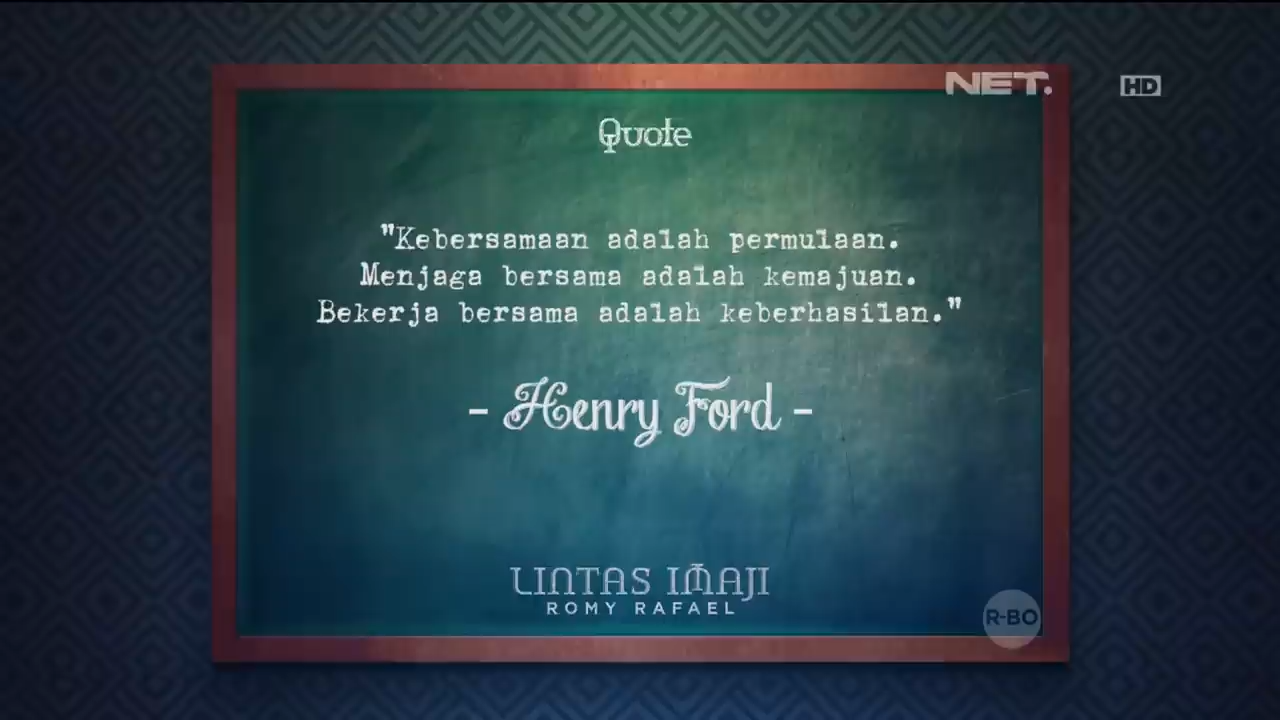 NET.
HD
Quote
"Kebersamaan adalah permulaan.
Menjaga bersama adalah kemajuan.
Bekerja bersama adalah keberhasilan."
- Henry Ford -
LINTAS IMAJI
ROMY RAFAEL
R-BO